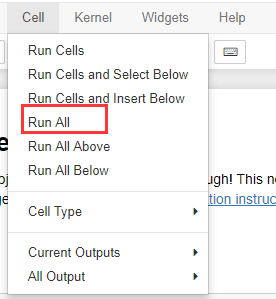 Cell Kernel Widgets Help
Run Cells
Run Cells and Select Below
Run Cells and Insert Below
Run All
Run All Above
Run All Below
ugh! This ne
Cell Type
tion instruc
Current Outputs
All Output